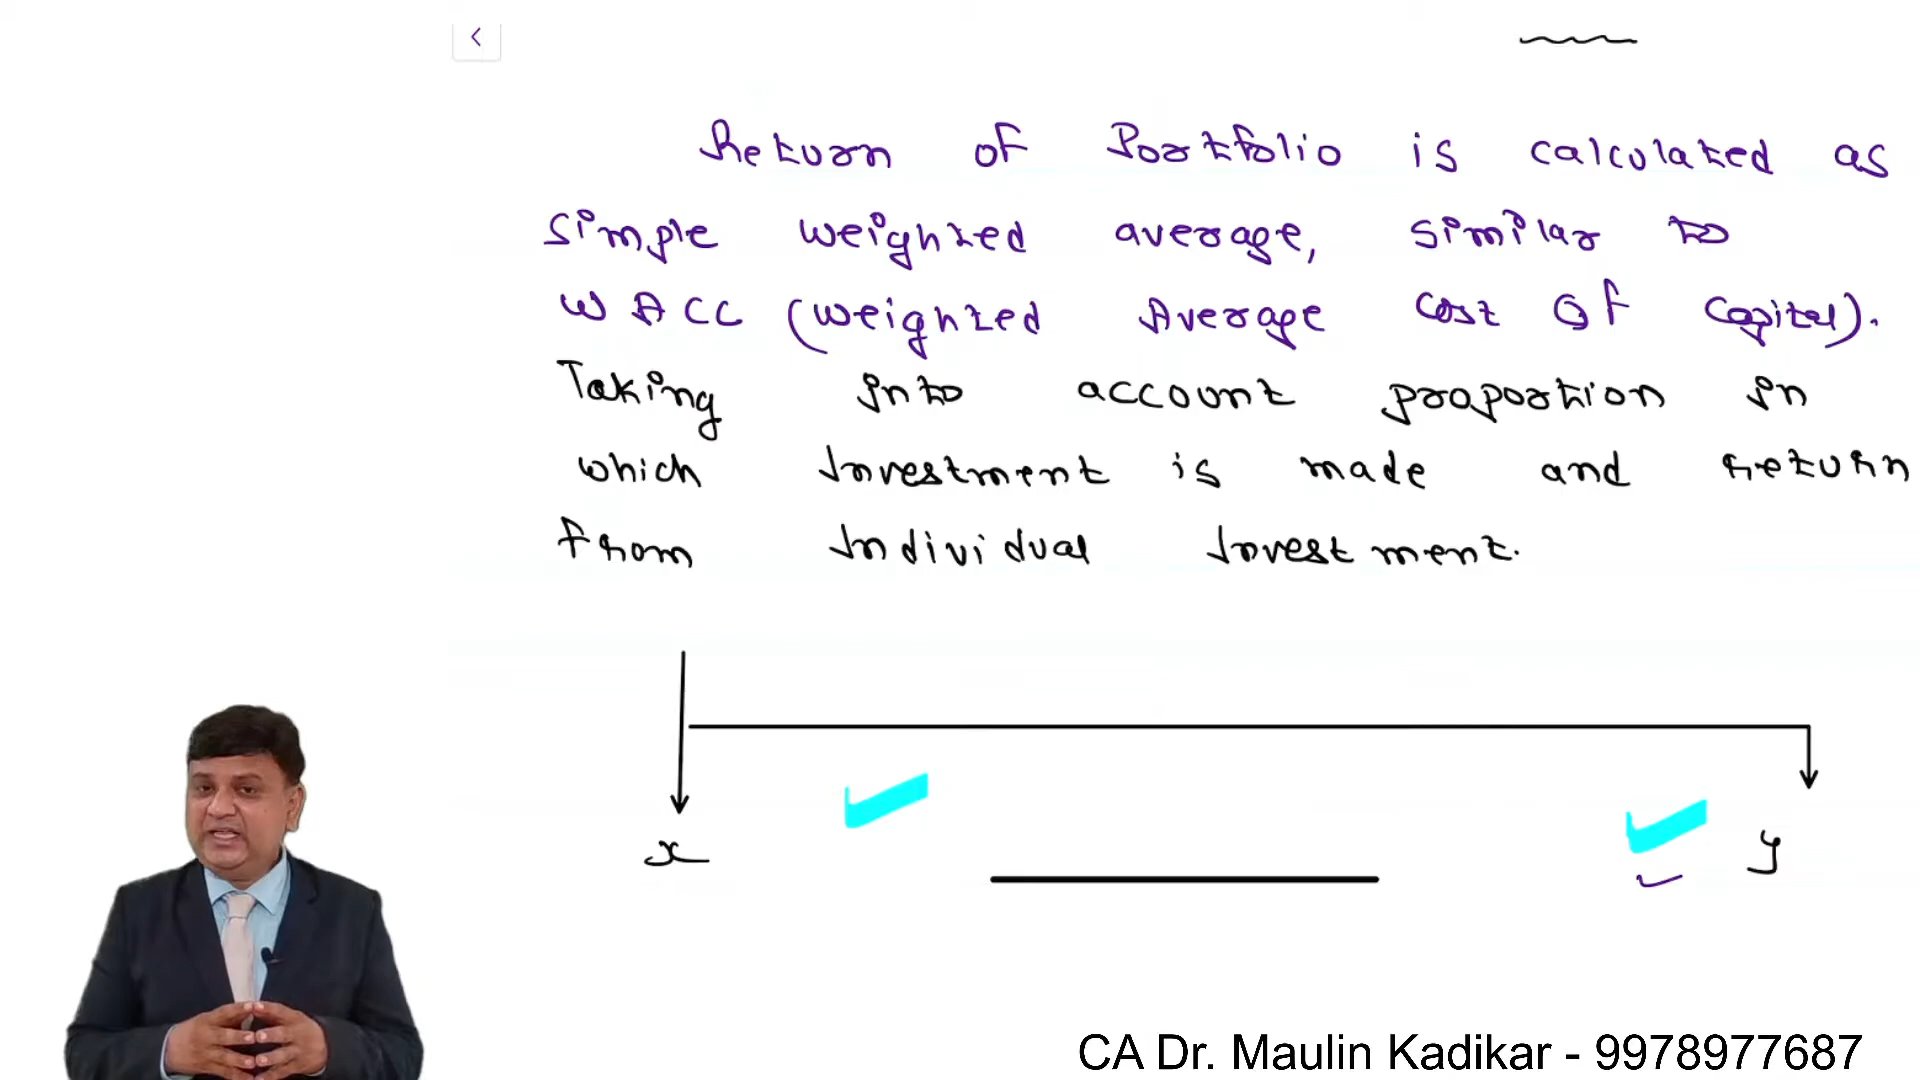 Return of Portfolio is calculated as
simple weighted average, similar to
WACC (Weighted Average Cost Of Capital).
Taking into account proportion in
which Investment is made and return
from Individual Investment.
x
y
CA Dr. Maulin Kadikar - 9978977687